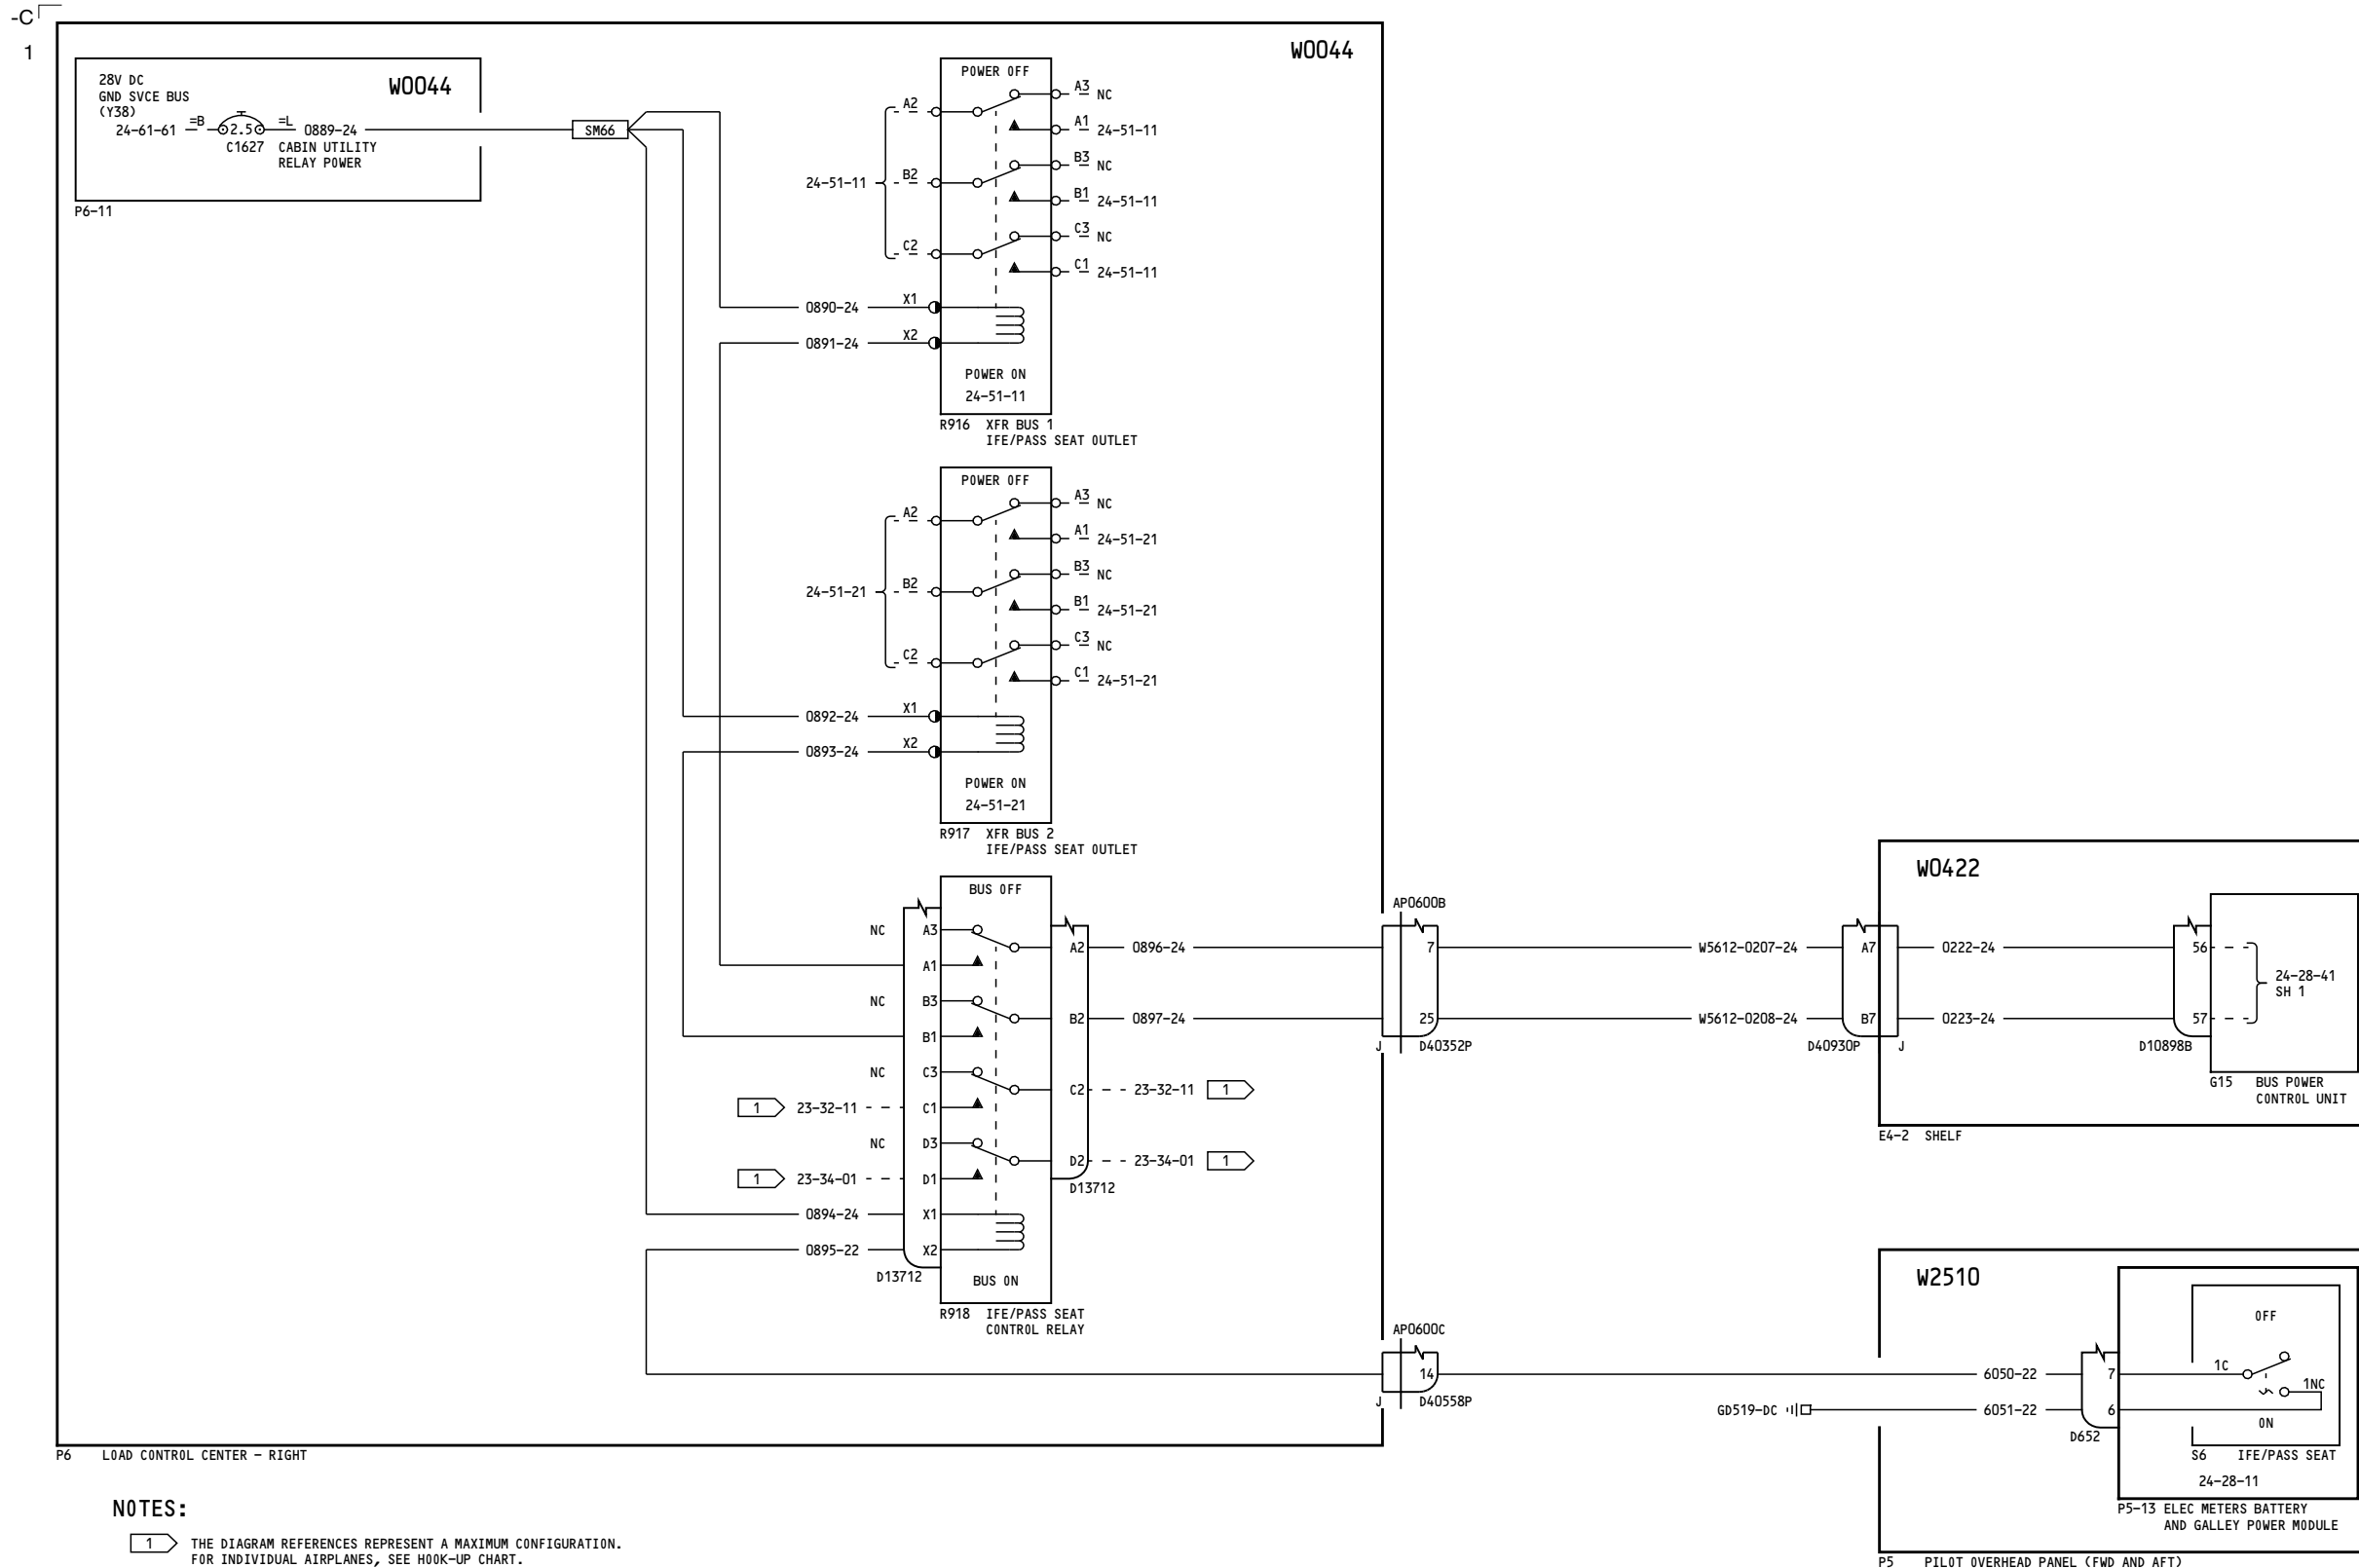 -C
1
W0044
28V DC
GND SVCE BUS
(Y38)
W0044
24-61-61 =B 2.5 =L 0889-24
C1627 CABIN UTILITY
RELAY POWER
P6-11
SM66
POWER OFF
A2
A3 NC
A1 24-51-11
B3 NC
24-51-11 B2
B1 24-51-11
C3 NC
C2
C1 24-51-11
0890-24 X1
0891-24 X2
POWER ON
24-51-11
R916 XFR BUS 1
IFE/PASS SEAT OUTLET
POWER OFF
A3 NC
A2
A1 24-51-21
B3 NC
24-51-21 B2
B1 24-51-21
C3 NC
C2
C1 24-51-21
0892-24 X1
0893-24 X2
POWER ON
24-51-21
R917 XFR BUS 2
IFE/PASS SEAT OUTLET
BUS OFF
NC A3
A2 0896-24
A1
NC B3
B2 0897-24
B1
NC C3
C2 23-32-11 1
1 23-32-11 C1
NC D3
D2 23-34-01 1
1 23-34-01 D1
D13712
0894-24 X1
0895-22 X2
D13712
BUS ON
R918 IFE/PASS SEAT
CONTROL RELAY
AP0600B
7 W5612-0207-24 A7 0222-24 56
25 W5612-0208-24 B7 0223-24 57
J D40352P
D40930P J
D10898B
W0422
24-28-41
SH 1
G15 BUS POWER
CONTROL UNIT
E4-2 SHELF
AP0600C
14
J D40558P
W2510
OFF
6050-22 7 1C
1NC
GD519-DC 6051-22 6
ON
D652
S6 IFE/PASS SEAT
24-28-11
P5-13 ELEC METERS BATTERY
AND GALLEY POWER MODULE
P5 PILOT OVERHEAD PANEL (FWD AND AFT)
P6 LOAD CONTROL CENTER - RIGHT
NOTES:
1 THE DIAGRAM REFERENCES REPRESENT A MAXIMUM CONFIGURATION.
FOR INDIVIDUAL AIRPLANES, SEE HOOK-UP CHART.